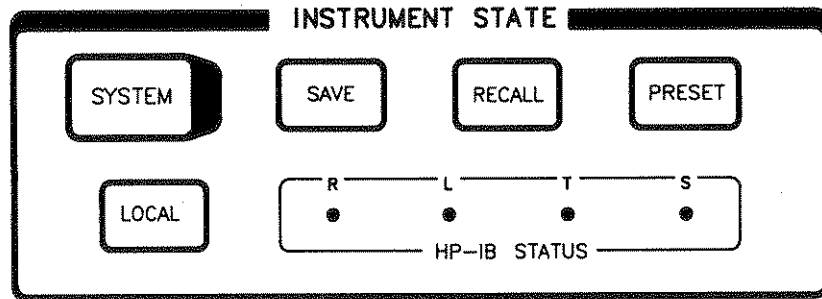 INSTRUMENT STATE
SYSTEM SAVE RECALL PRESET
LOCAL
R L T S
HP-IB STATUS